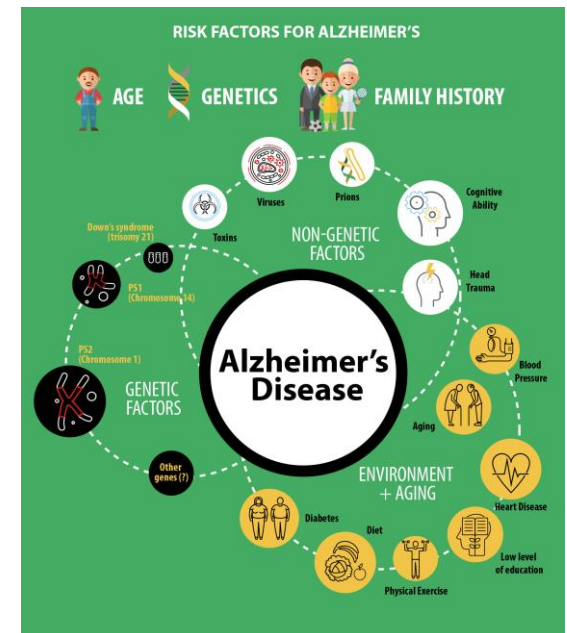 RISK FACTORS FOR ALZHEIMER'S
AGE
GENETICS
FAMILY HISTORY
Viruses
Prions
Cognitive
Ability
Toxins
NON-GENETIC
FACTORS
Head
Trauma
Down's syndrome
(trisomy 21)
PS1
(Chromosome 14)
PS2
(Chromosome 1)
GENETIC
FACTORS
Other
genes (?)
Alzheimer's
Disease
Blood
Pressure
Aging
ENVIRONMENT
+ AGING
Heart Disease
Low level
of education
Physical Exercise
Diet
Diabetes